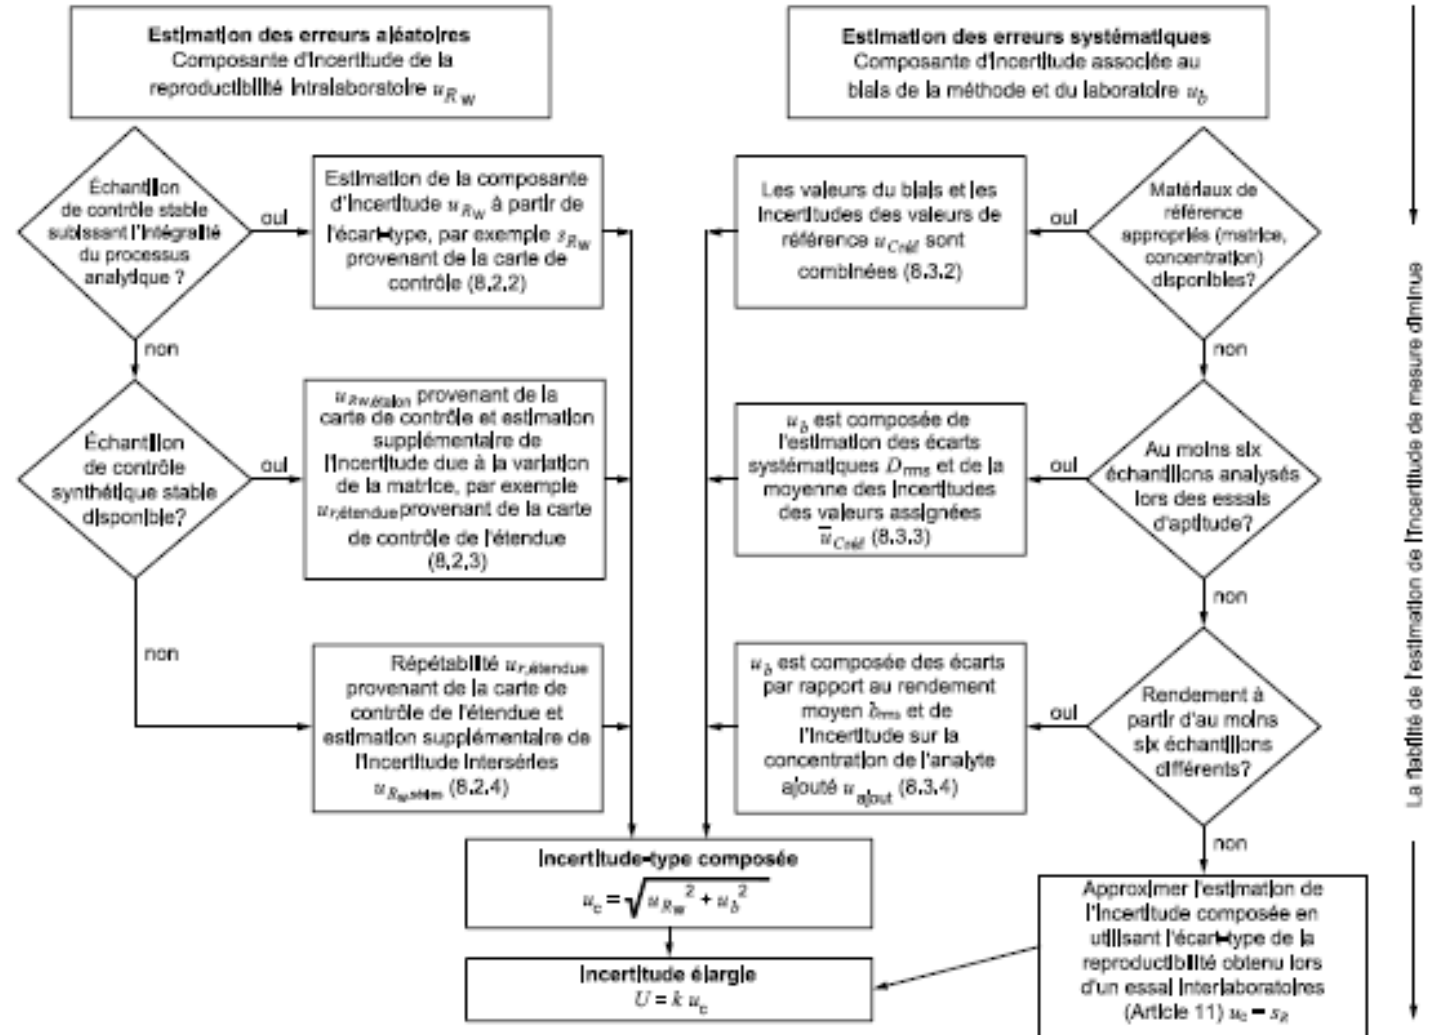 Estimation des erreurs aléatoires
Composante d'incertitude de la
reproductibilité intralaboratoire u_Rw
Estimation des erreurs systématiques
Composante d'incertitude associée au
biais de la méthode et du laboratoire u_b
Échantillon
de contrôle stable
subissant l'intégralité
du processus
analytique ?
oui
Estimation de la composante
d'incertitude u_Rw à partir de
l'écart-type, par exemple s_Rw
provenant de la carte de
contrôle (8.2.2)
Les valeurs du biais et les
incertitudes des valeurs de
référence u_Créf sont
combinées (8.3.2)
oui
Matériaux de
référence
appropriés (matrice,
concentration)
disponibles?
non
non
Échantillon
de contrôle
synthétique stable
disponible?
oui
u_Rw,étalon provenant de la
carte de contrôle et estimation
supplémentaire de
l'incertitude due à la variation
de la matrice, par exemple
u_r,étendue provenant de la carte
de contrôle de l'étendue
(8.2.3)
u_b est composée de
l'estimation des écarts
systématiques D_rms et de la
moyenne des incertitudes
des valeurs assignées
ū_Créf (8.3.3)
oui
Au moins six
échantillons analysés
lors des essais
d'aptitude?
non
non
Répétabilité u_r,étendue
provenant de la carte de
contrôle de l'étendue et
estimation supplémentaire de
l'incertitude interséries
u_Rw,séries (8.2.4)
u_b est composée des écarts
par rapport au rendement
moyen b_rms et de
l'incertitude sur la
concentration de l'analyte
ajouté u_ajout (8.3.4)
oui
Rendement à
partir d'au moins
six échantillons
différents?
non
Incertitude-type composée
u_c = √(u_Rw² + u_b²)
Incertitude élargie
U = k u_c
Approximer l'estimation de
l'incertitude composée en
utilisant l'écart-type de la
reproductibilité obtenu lors
d'un essai interlaboratoires
(Article 11) u_c = s_R
La fiabilité de l'estimation de l'incertitude de mesure diminue